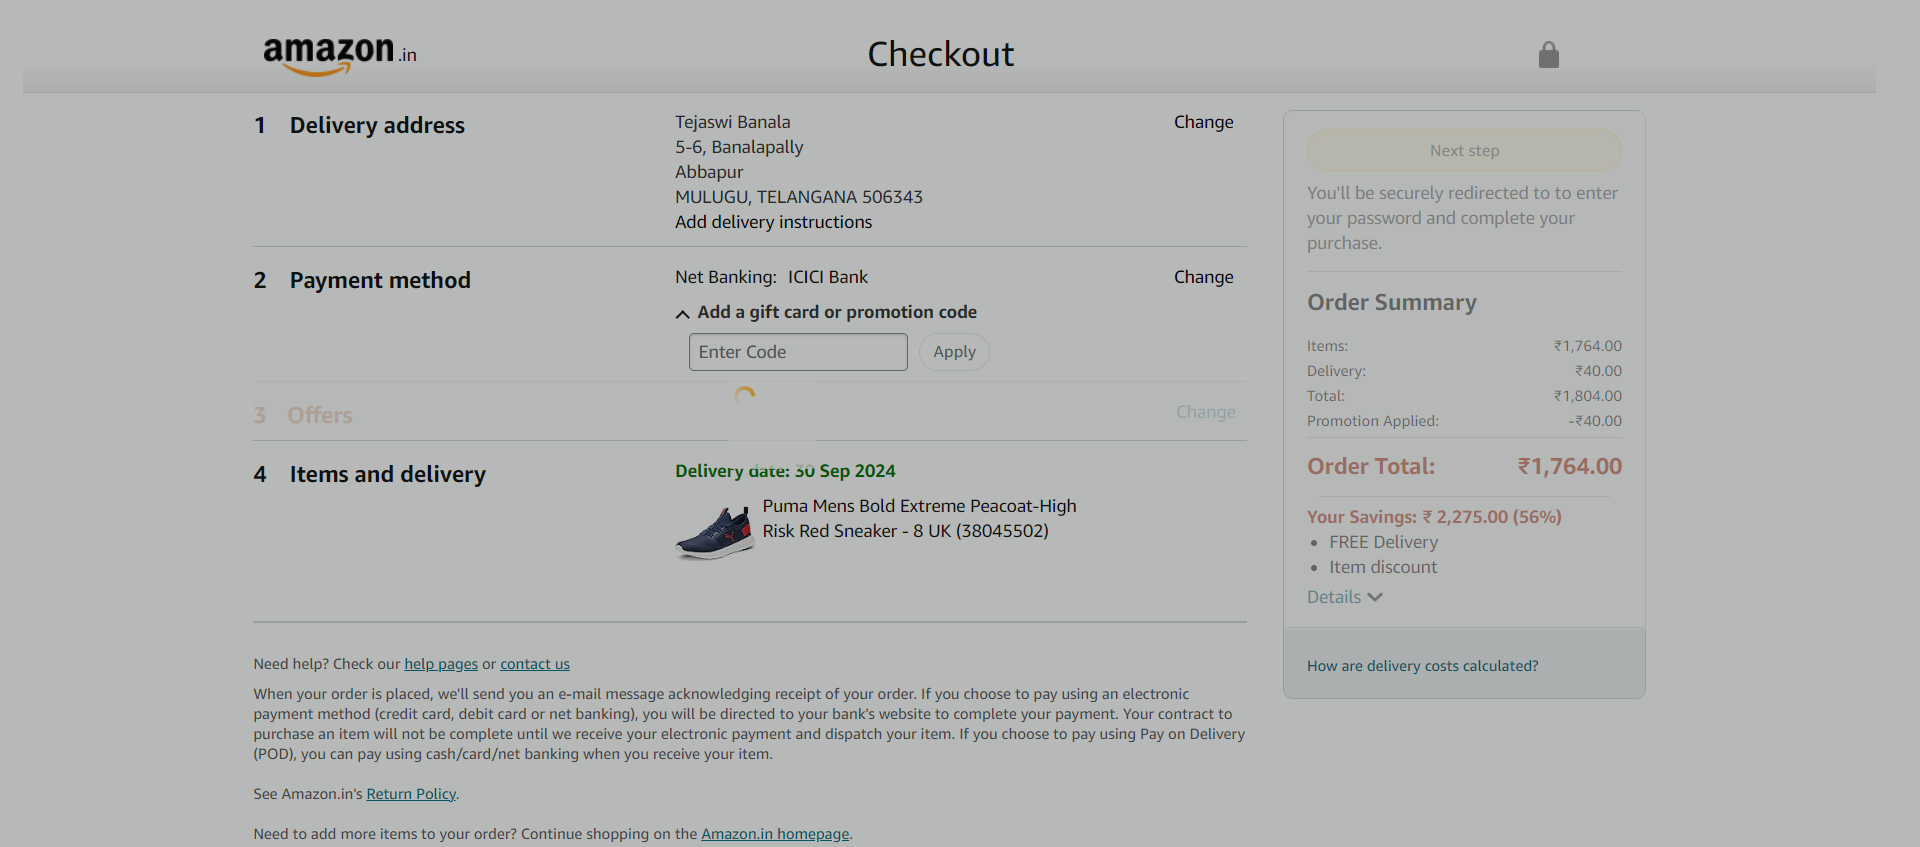 amazon.in
Checkout
1 Delivery address
Tejaswi Banala
5-6, Banalapally
Abbapur
MULUGU, TELANGANA 506343
Add delivery instructions
Change
2 Payment method
Net Banking: ICICI Bank
Change
Add a gift card or promotion code
Enter Code
Apply
3 Offers
Change
4 Items and delivery
Delivery date: 30 Sep 2024
Puma Mens Bold Extreme Peacoat-High
Risk Red Sneaker - 8 UK (38045502)
Need help? Check our help pages or contact us
When your order is placed, we'll send you an e-mail message acknowledging receipt of your order. If you choose to pay using an electronic
payment method (credit card, debit card or net banking), you will be directed to your bank's website to complete your payment. Your contract to
purchase an item will not be complete until we receive your electronic payment and dispatch your item. If you choose to pay using Pay on Delivery
(POD), you can pay using cash/card/net banking when you receive your item.
See Amazon.in's Return Policy.
Need to add more items to your order? Continue shopping on the Amazon.in homepage.
Next step
You'll be securely redirected to to enter
your password and complete your
purchase.
Order Summary
Items: ₹1,764.00
Delivery: ₹40.00
Total: ₹1,804.00
Promotion Applied: -₹40.00
Order Total: ₹1,764.00
Your Savings: ₹ 2,275.00 (56%)
• FREE Delivery
• Item discount
Details
How are delivery costs calculated?